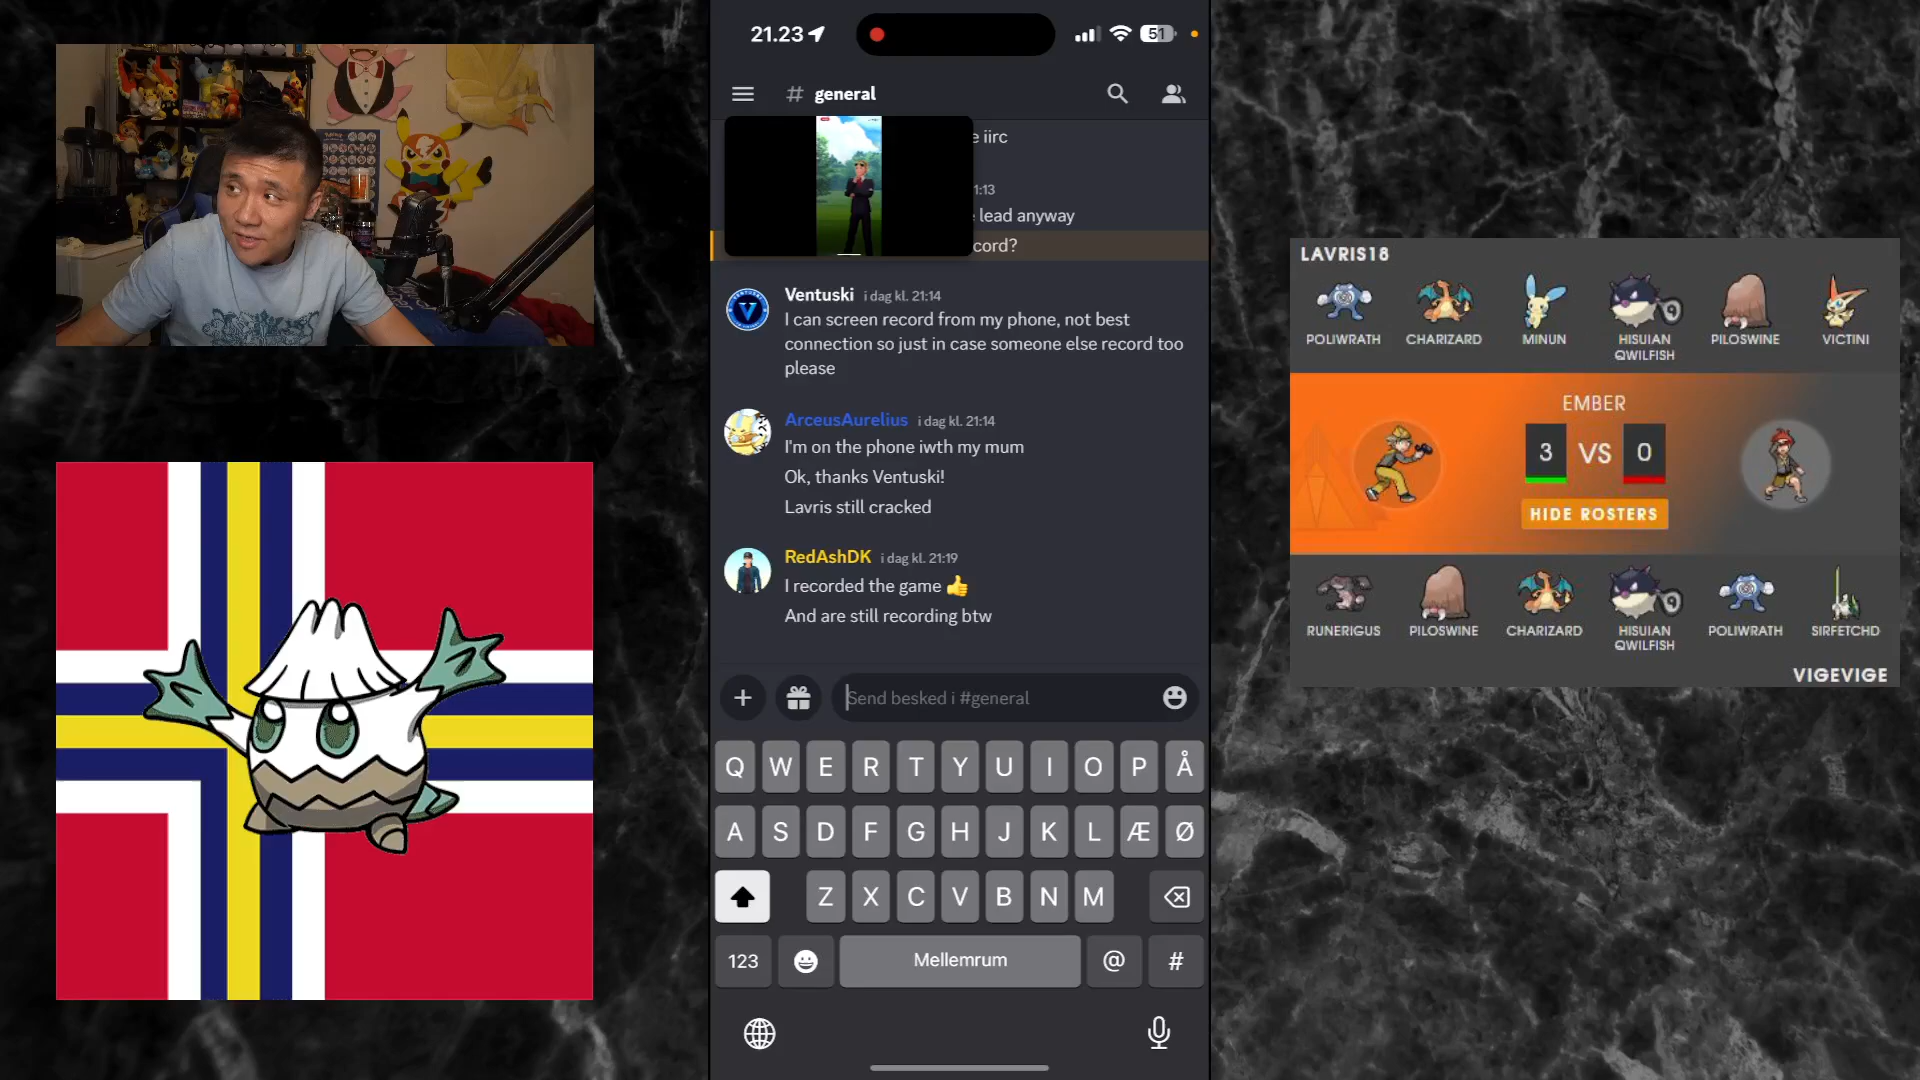 21.23
51
# general
e iirc
1:13
e lead anyway
cord?
Ventuski i dag kl. 21:14
I can screen record from my phone, not best
connection so just in case someone else record too
please
ArceusAurelius i dag kl. 21:14
I'm on the phone iwth my mum
Ok, thanks Ventuski!
Lavris still cracked
RedAshDK i dag kl. 21:19
I recorded the game 👍
And are still recording btw
Send besked i #general
Q W E R T Y U I O P Å
A S D F G H J K L Æ Ø
Z X C V B N M
123 Mellemrum @ #
LAVRIS18
POLIWRATH CHARIZARD MINUN HISUIAN QWILFISH PILOSWINE VICTINI
EMBER
3 VS 0
HIDE ROSTERS
RUNERIGUS PILOSWINE CHARIZARD HISUIAN QWILFISH POLIWRATH SIRFETCHD
VIGEVIGE